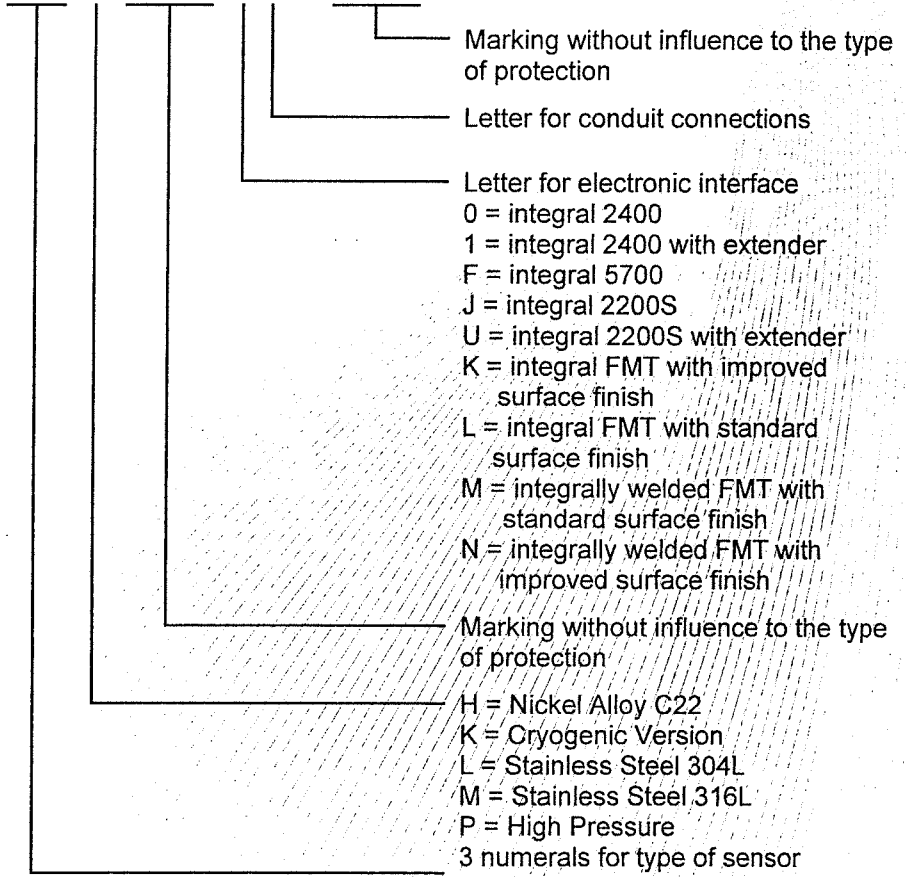 Marking without influence to the type
of protection
Letter for conduit connections
Letter for electronic interface
0 = integral 2400
1 = integral 2400 with extender
F = integral 5700
J = integral 2200S
U = integral 2200S with extender
K = integral FMT with improved
surface finish
L = integral FMT with standard
surface finish
M = integrally welded FMT with
standard surface finish
N = integrally welded FMT with
improved surface finish
Marking without influence to the type
of protection
H = Nickel Alloy C22
K = Cryogenic Version
L = Stainless Steel 304L
M = Stainless Steel 316L
P = High Pressure
3 numerals for type of sensor